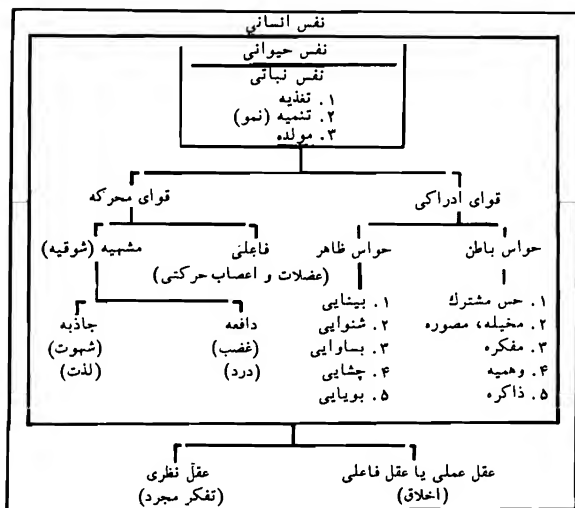 نفس انساني
نفس حیوانی
نفس نباتی
۱. تغذیه
۲. تنمیه (نمو)
۳. مولده
قوای ادراکی
قوای محرکه
حواس باطن
حواس ظاهر
فاعلی
مشهیه (شوقیه)
(عضلات و اعصاب حرکتی)
۱. حس مشترك
۲. مخیله، مصوره
۳. مفکره
۴. وهمیه
۵. ذاکره
۱. بینایی
۲. شنوایی
۳. بساوایی
۴. چشایی
۵. بویایی
دافعه
(غضب)
(درد)
جاذبه
(شهوت)
(لذت)
عقل عملی یا عقل فاعلی
(اخلاق)
عقل نظری
(تفکر مجرد)